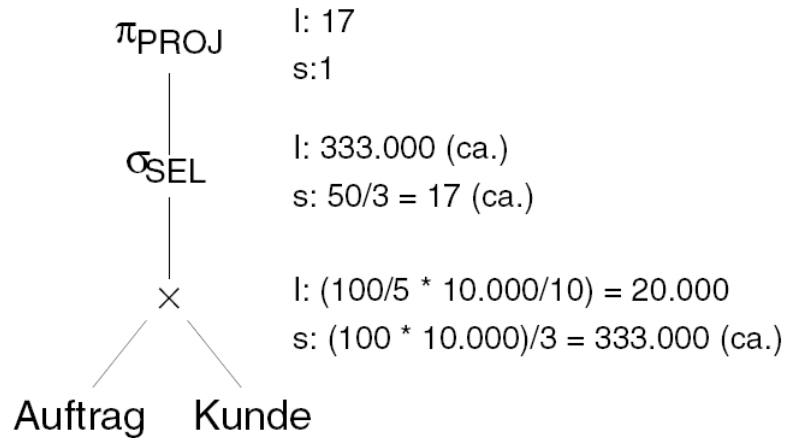 πPROJ
l: 17
s:1
σSEL
l: 333.000 (ca.)
s: 50/3 = 17 (ca.)
×
l: (100/5 * 10.000/10) = 20.000
s: (100 * 10.000)/3 = 333.000 (ca.)
Auftrag Kunde